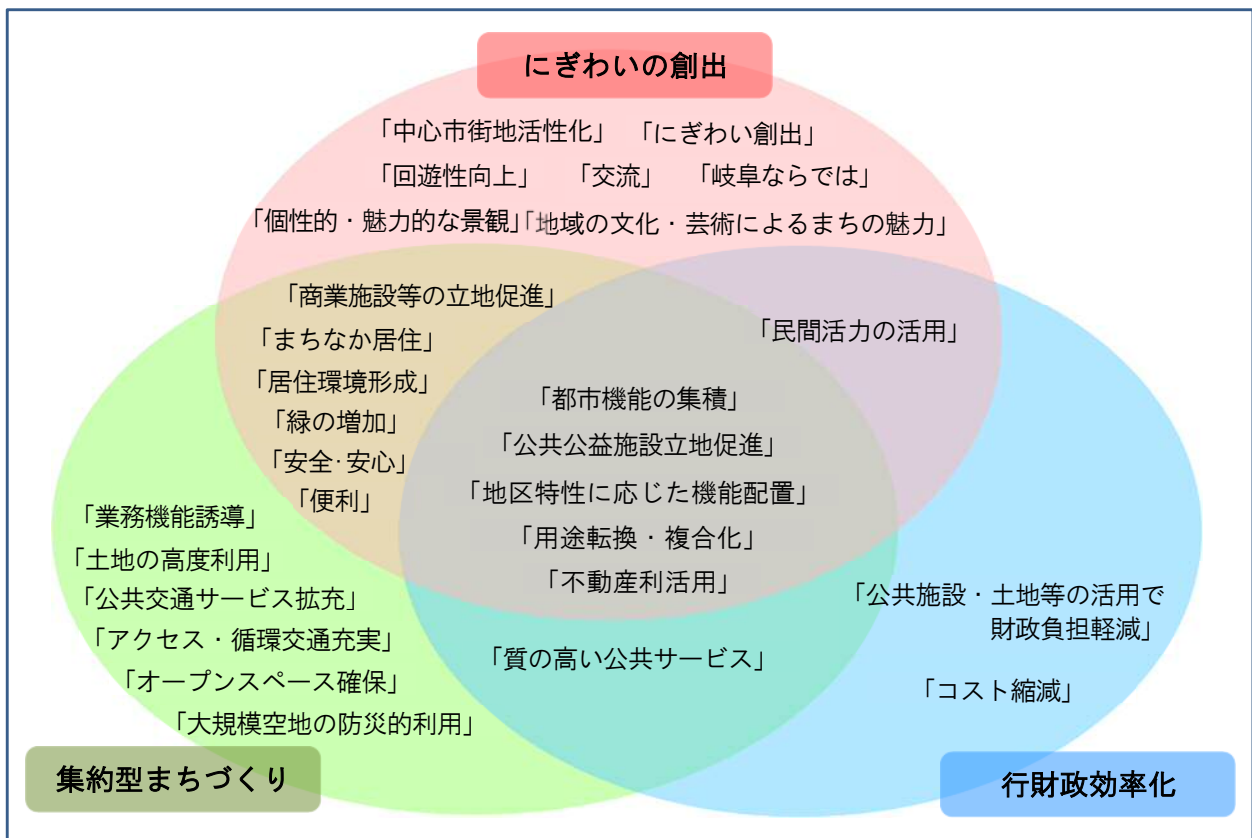 にぎわいの創出
「中心市街地活性化」 「にぎわい創出」
「回遊性向上」 「交流」 「岐阜ならでは」
「個性的・魅力的な景観」「地域の文化・芸術によるまちの魅力」
「商業施設等の立地促進」
「まちなか居住」
「居住環境形成」
「緑の増加」
「安全・安心」
「便利」
「民間活力の活用」
「都市機能の集積」
「公共公益施設立地促進」
「地区特性に応じた機能配置」
「用途転換・複合化」
「不動産利活用」
「業務機能誘導」
「土地の高度利用」
「公共交通サービス拡充」
「アクセス・循環交通充実」
「オープンスペース確保」
「大規模空地の防災的利用」
「質の高い公共サービス」
「公共施設・土地等の活用で
財政負担軽減」
「コスト縮減」
集約型まちづくり
行財政効率化